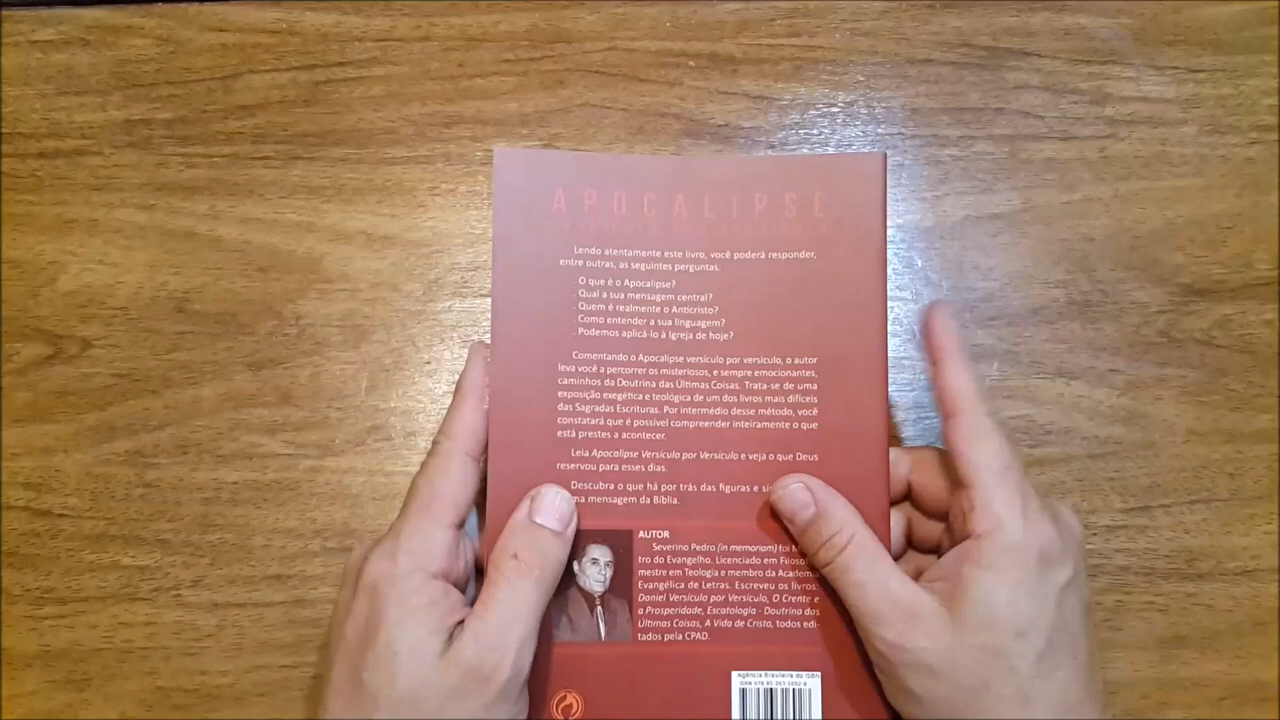 APOCALIPSE
Lendo atentamente este livro, você poderá responder,
entre outras, as seguintes perguntas:
O que é o Apocalipse?
. Qual a sua mensagem central?
. Quem é realmente o Anticristo?
. Como entender a sua linguagem?
. Podemos aplicá-lo à Igreja de hoje?
Comentando o Apocalipse versículo por versículo, o autor
leva você a percorrer os misteriosos, e sempre emocionantes,
caminhos da Doutrina das Últimas Coisas. Trata-se de uma
exposição exegética e teológica de um dos livros mais difíceis
das Sagradas Escrituras. Por intermédio desse método, você
constatará que é possível compreender inteiramente o que
está prestes a acontecer.
Leia Apocalipse Versículo por Versículo e veja o que Deus
reservou para esses dias.
Descubra o que há por trás das figuras e
mensagem da Bíblia.
AUTOR
Severino Pedro (in memoriam) foi
tro do Evangelho. Licenciado em
mestre em Teologia e membro da Academia
Evangélica de Letras. Escreveu os livros:
Daniel Versículo por Versículo, O Crente e
a Prosperidade, Escatologia - Doutrina das
Últimas Coisas, A Vida de Cristo, todos edi-
tados pela CPAD.
Agência Brasileira do ISBN